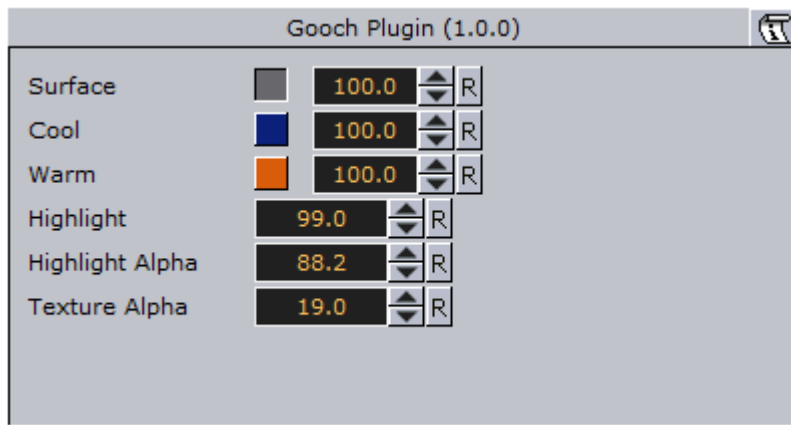 Gooch Plugin (1.0.0)
Surface 100.0 R
Cool 100.0 R
Warm 100.0 R
Highlight 99.0 R
Highlight Alpha 88.2 R
Texture Alpha 19.0 R